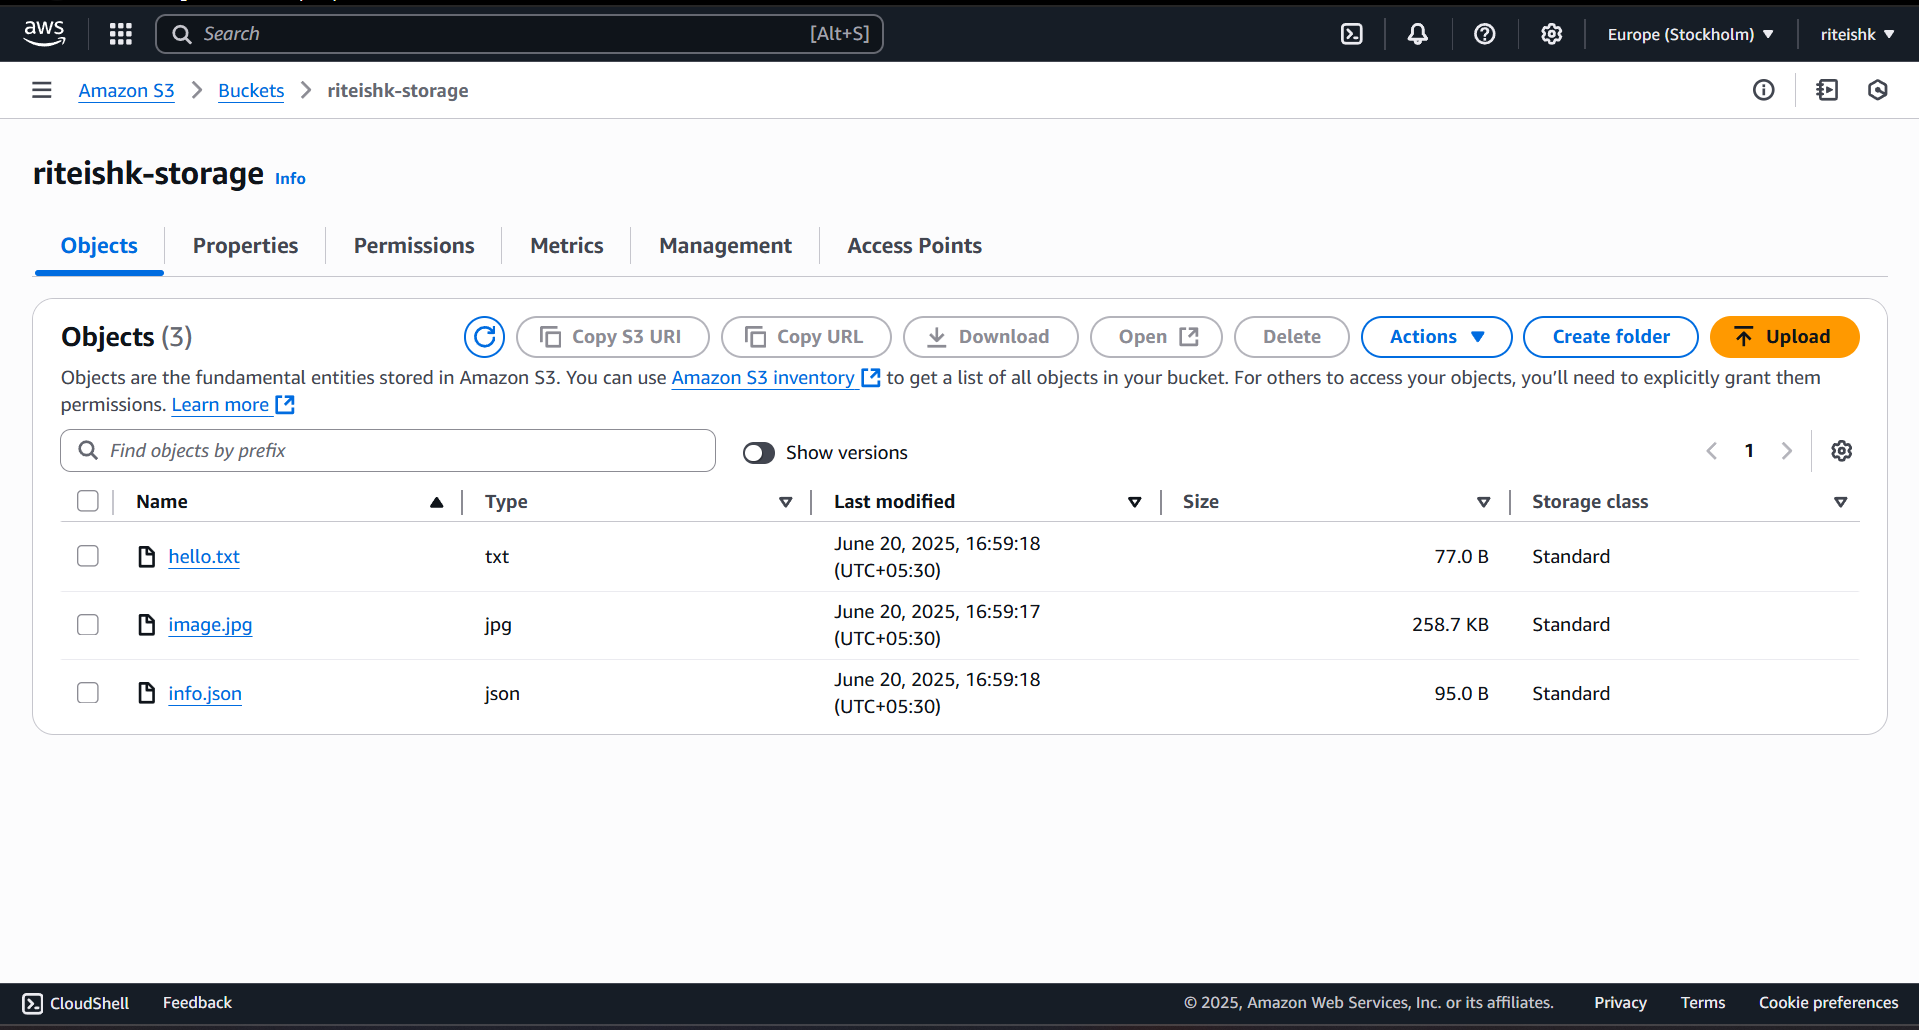 aws
Search [Alt+S]
Europe (Stockholm)
riteishk
Amazon S3 > Buckets > riteishk-storage
riteishk-storage Info
Objects
Properties
Permissions
Metrics
Management
Access Points
Objects (3)
Copy S3 URI
Copy URL
Download
Open
Delete
Actions
Create folder
Upload
Objects are the fundamental entities stored in Amazon S3. You can use Amazon S3 inventory to get a list of all objects in your bucket. For others to access your objects, you’ll need to explicitly grant them
permissions. Learn more
Find objects by prefix
Show versions
1
Name Type Last modified Size Storage class
hello.txt txt June 20, 2025, 16:59:18 (UTC+05:30) 77.0 B Standard
image.jpg jpg June 20, 2025, 16:59:17 (UTC+05:30) 258.7 KB Standard
info.json json June 20, 2025, 16:59:18 (UTC+05:30) 95.0 B Standard
CloudShell
Feedback
© 2025, Amazon Web Services, Inc. or its affiliates.
Privacy
Terms
Cookie preferences